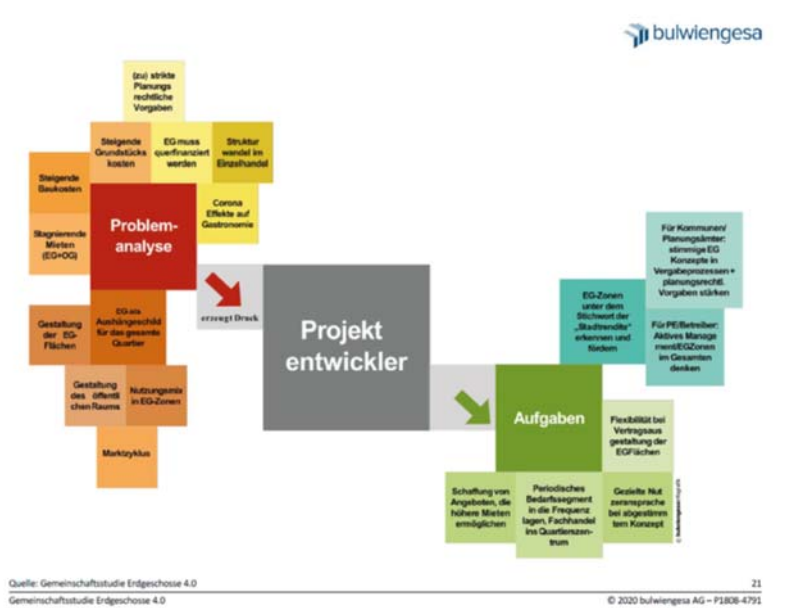 bulwiengesa
(zu) strikte
Planungs
rechtliche
Vorgaben
Steigende
Grundstücks
kosten
EG muss
querfinanziert
werden
Struktur
wandel im
Einzelhandel
Steigende
Baukosten
Corona
Effekte auf
Gastronomie
Problem-
analyse
Stagnierende
Mieten
(EG+OG)
erzeugt Druck
EG als
Aushängeschild
für das gesamte
Quartier
Gestaltung
der EG-
Flächen
Gestaltung
des öffentli
chen Raums
Nutzungsmix
in EG-Zonen
Marktzyklus
Projekt
entwickler
Für Kommunen/
Planungsämter:
stimmige EG
Konzepte in
Vergabeprozessen +
planungsrechtl.
Vorgaben stärken
EG-Zonen
unter dem
Stichwort der
„Stadtrendite“
erkennen und
fördern
Für PE/Betreiber:
Aktives Manage
ment/EGZonen
im Gesamten
denken
Aufgaben
Flexibilität bei
Vertragsaus
gestaltung der
EGFlächen
Schaffung von
Angeboten, die
höhere Mieten
ermöglichen
Periodisches
Bedarfssegment
in die Frequenz
lagen, Fachhandel
ins Quartierszen-
trum
Gezielte Nut
zeransprache
bei abgestimm
tem Konzept
© bulwiengesa
Quelle: Gemeinschaftsstudie Erdgeschosse 4.0
21
Gemeinschaftsstudie Erdgeschosse 4.0
© 2020 bulwiengesa AG – P1808-4791